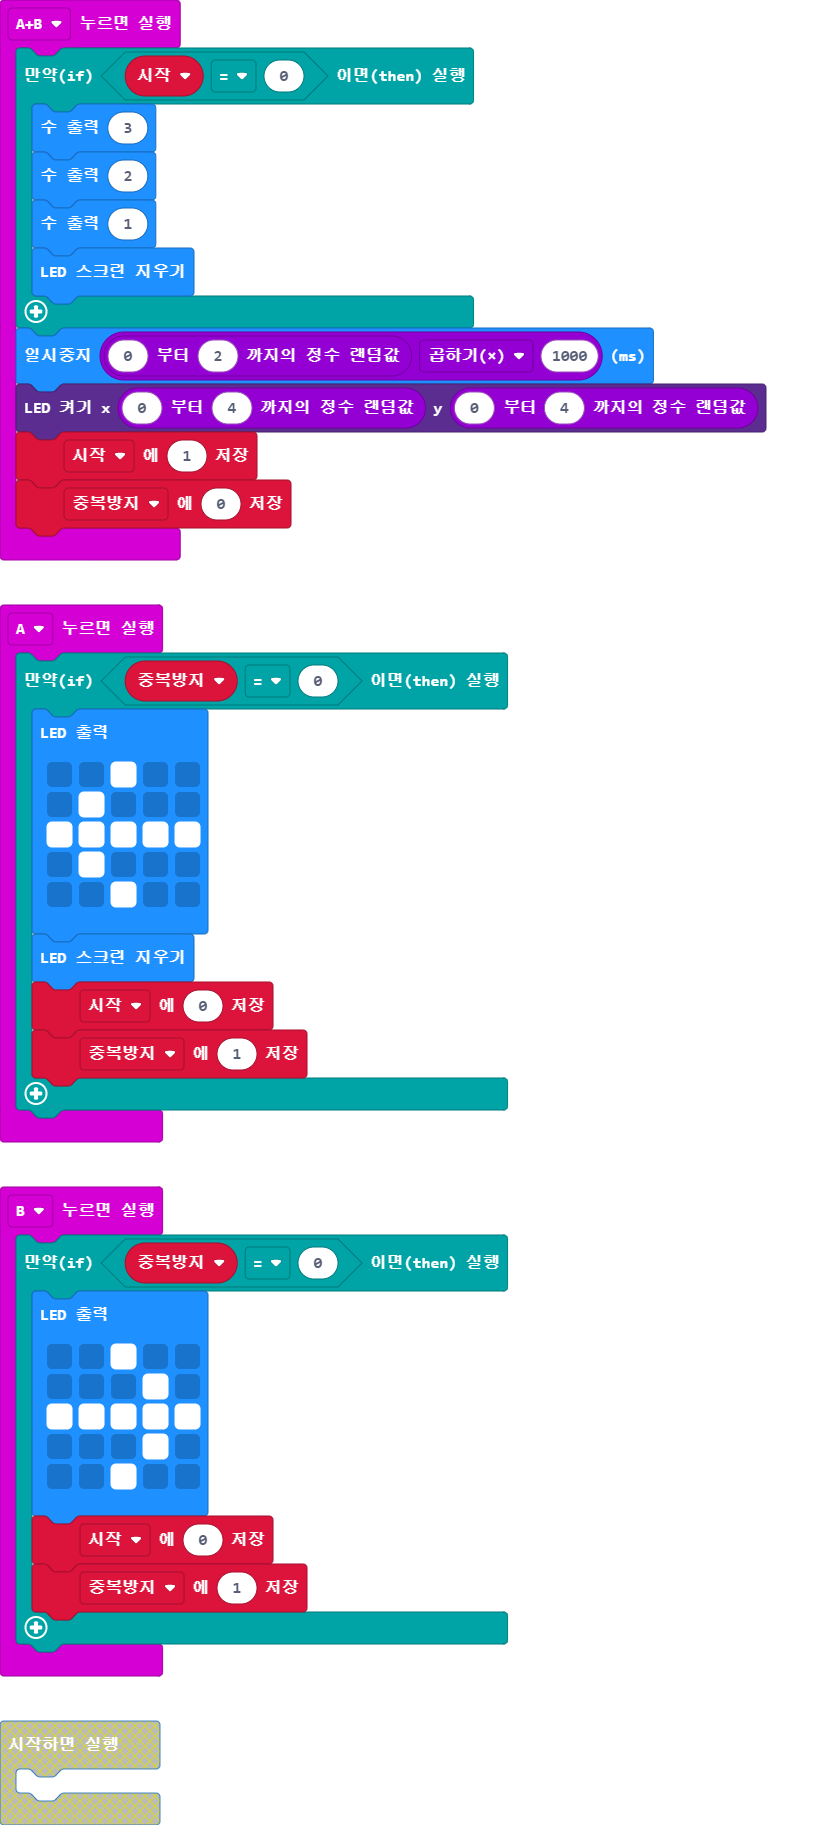 A+B 누르면 실행
만약(if) 시작 = 0 이면(then) 실행
수 출력 3
수 출력 2
수 출력 1
LED 스크린 지우기
일시중지 0 부터 2 까지의 정수 랜덤값 곱하기(×) 1000 (ms)
LED 켜기 x 0 부터 4 까지의 정수 랜덤값 y 0 부터 4 까지의 정수 랜덤값
시작 에 1 저장
중복방지 에 0 저장
A 누르면 실행
만약(if) 중복방지 = 0 이면(then) 실행
LED 출력
LED 스크린 지우기
시작 에 0 저장
중복방지 에 1 저장
B 누르면 실행
만약(if) 중복방지 = 0 이면(then) 실행
LED 출력
시작 에 0 저장
중복방지 에 1 저장
시작하면 실행